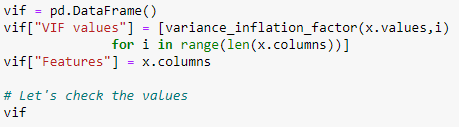 vif = pd.DataFrame()
vif["VIF values"] = [variance_inflation_factor(x.values,i)
              for i in range(len(x.columns))]
vif["Features"] = x.columns

# Let's check the values
vif